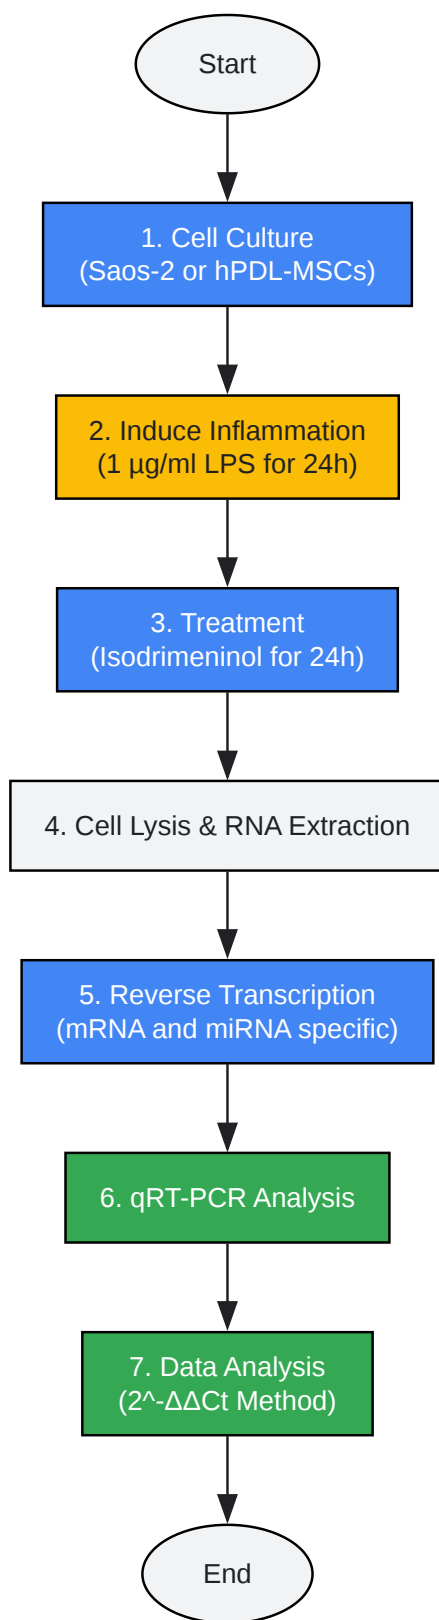 Start
1. Cell Culture
(Saos-2 or hPDL-MSCs)
2. Induce Inflammation
(1 µg/ml LPS for 24h)
3. Treatment
(Isodrimeninol for 24h)
4. Cell Lysis & RNA Extraction
5. Reverse Transcription
(mRNA and miRNA specific)
6. qRT-PCR Analysis
7. Data Analysis
(2^-ΔΔCt Method)
End